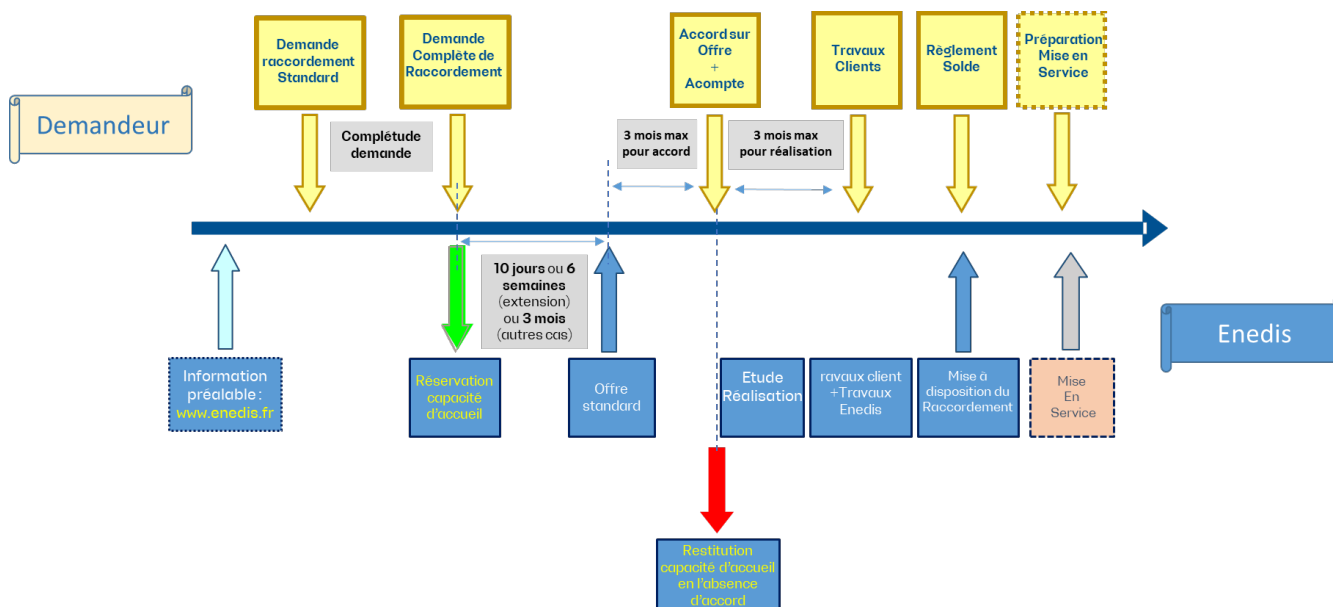 Demande
raccordement
Standard
Demande
Complète de
Raccordement
Accord sur
Offre
+
Acompte
Travaux
Clients
Règlement
Solde
Préparation
Mise en
Service
Demandeur
Complétude
demande
3 mois max
pour accord
3 mois max
pour réalisation
10 jours ou 6
semaines
(extension)
ou 3 mois
(autres cas)
Enedis
Information
préalable :
www.enedis.fr
Réservation
capacité
d'accueil
Offre
standard
Etude
Réalisation
ravaux client
+Travaux
Enedis
Mise à
disposition du
Raccordement
Mise
En
Service
Restitution
capacité d'accueil
en l'absence
d'accord